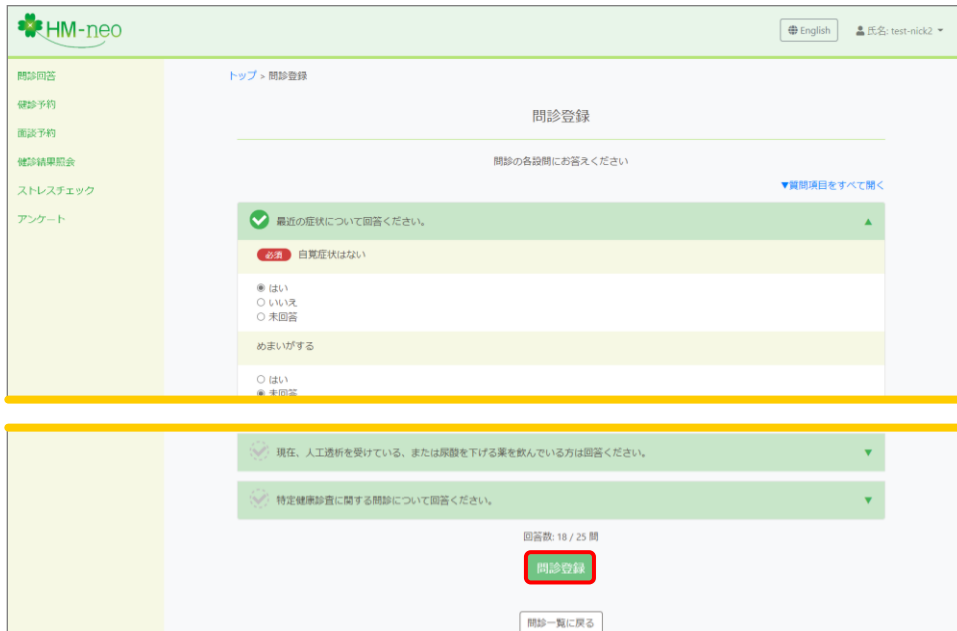 HM-neo
English
氏名: test-nick2
問診回答
健診予約
面談予約
健診結果照会
ストレスチェック
アンケート
トップ > 問診登録
問診登録
問診の各設問にお答えください
▼質問項目をすべて開く
最近の症状について回答ください。
▲
必須 自覚症状はない
はい
いいえ
未回答
めまいがする
はい
未回答
現在、人工透析を受けている、または尿酸を下げる薬を飲んでいる方は回答ください。
▼
特定健康診査に関する問診について回答ください。
▼
回答数: 18 / 25 問
問診登録
問診一覧に戻る